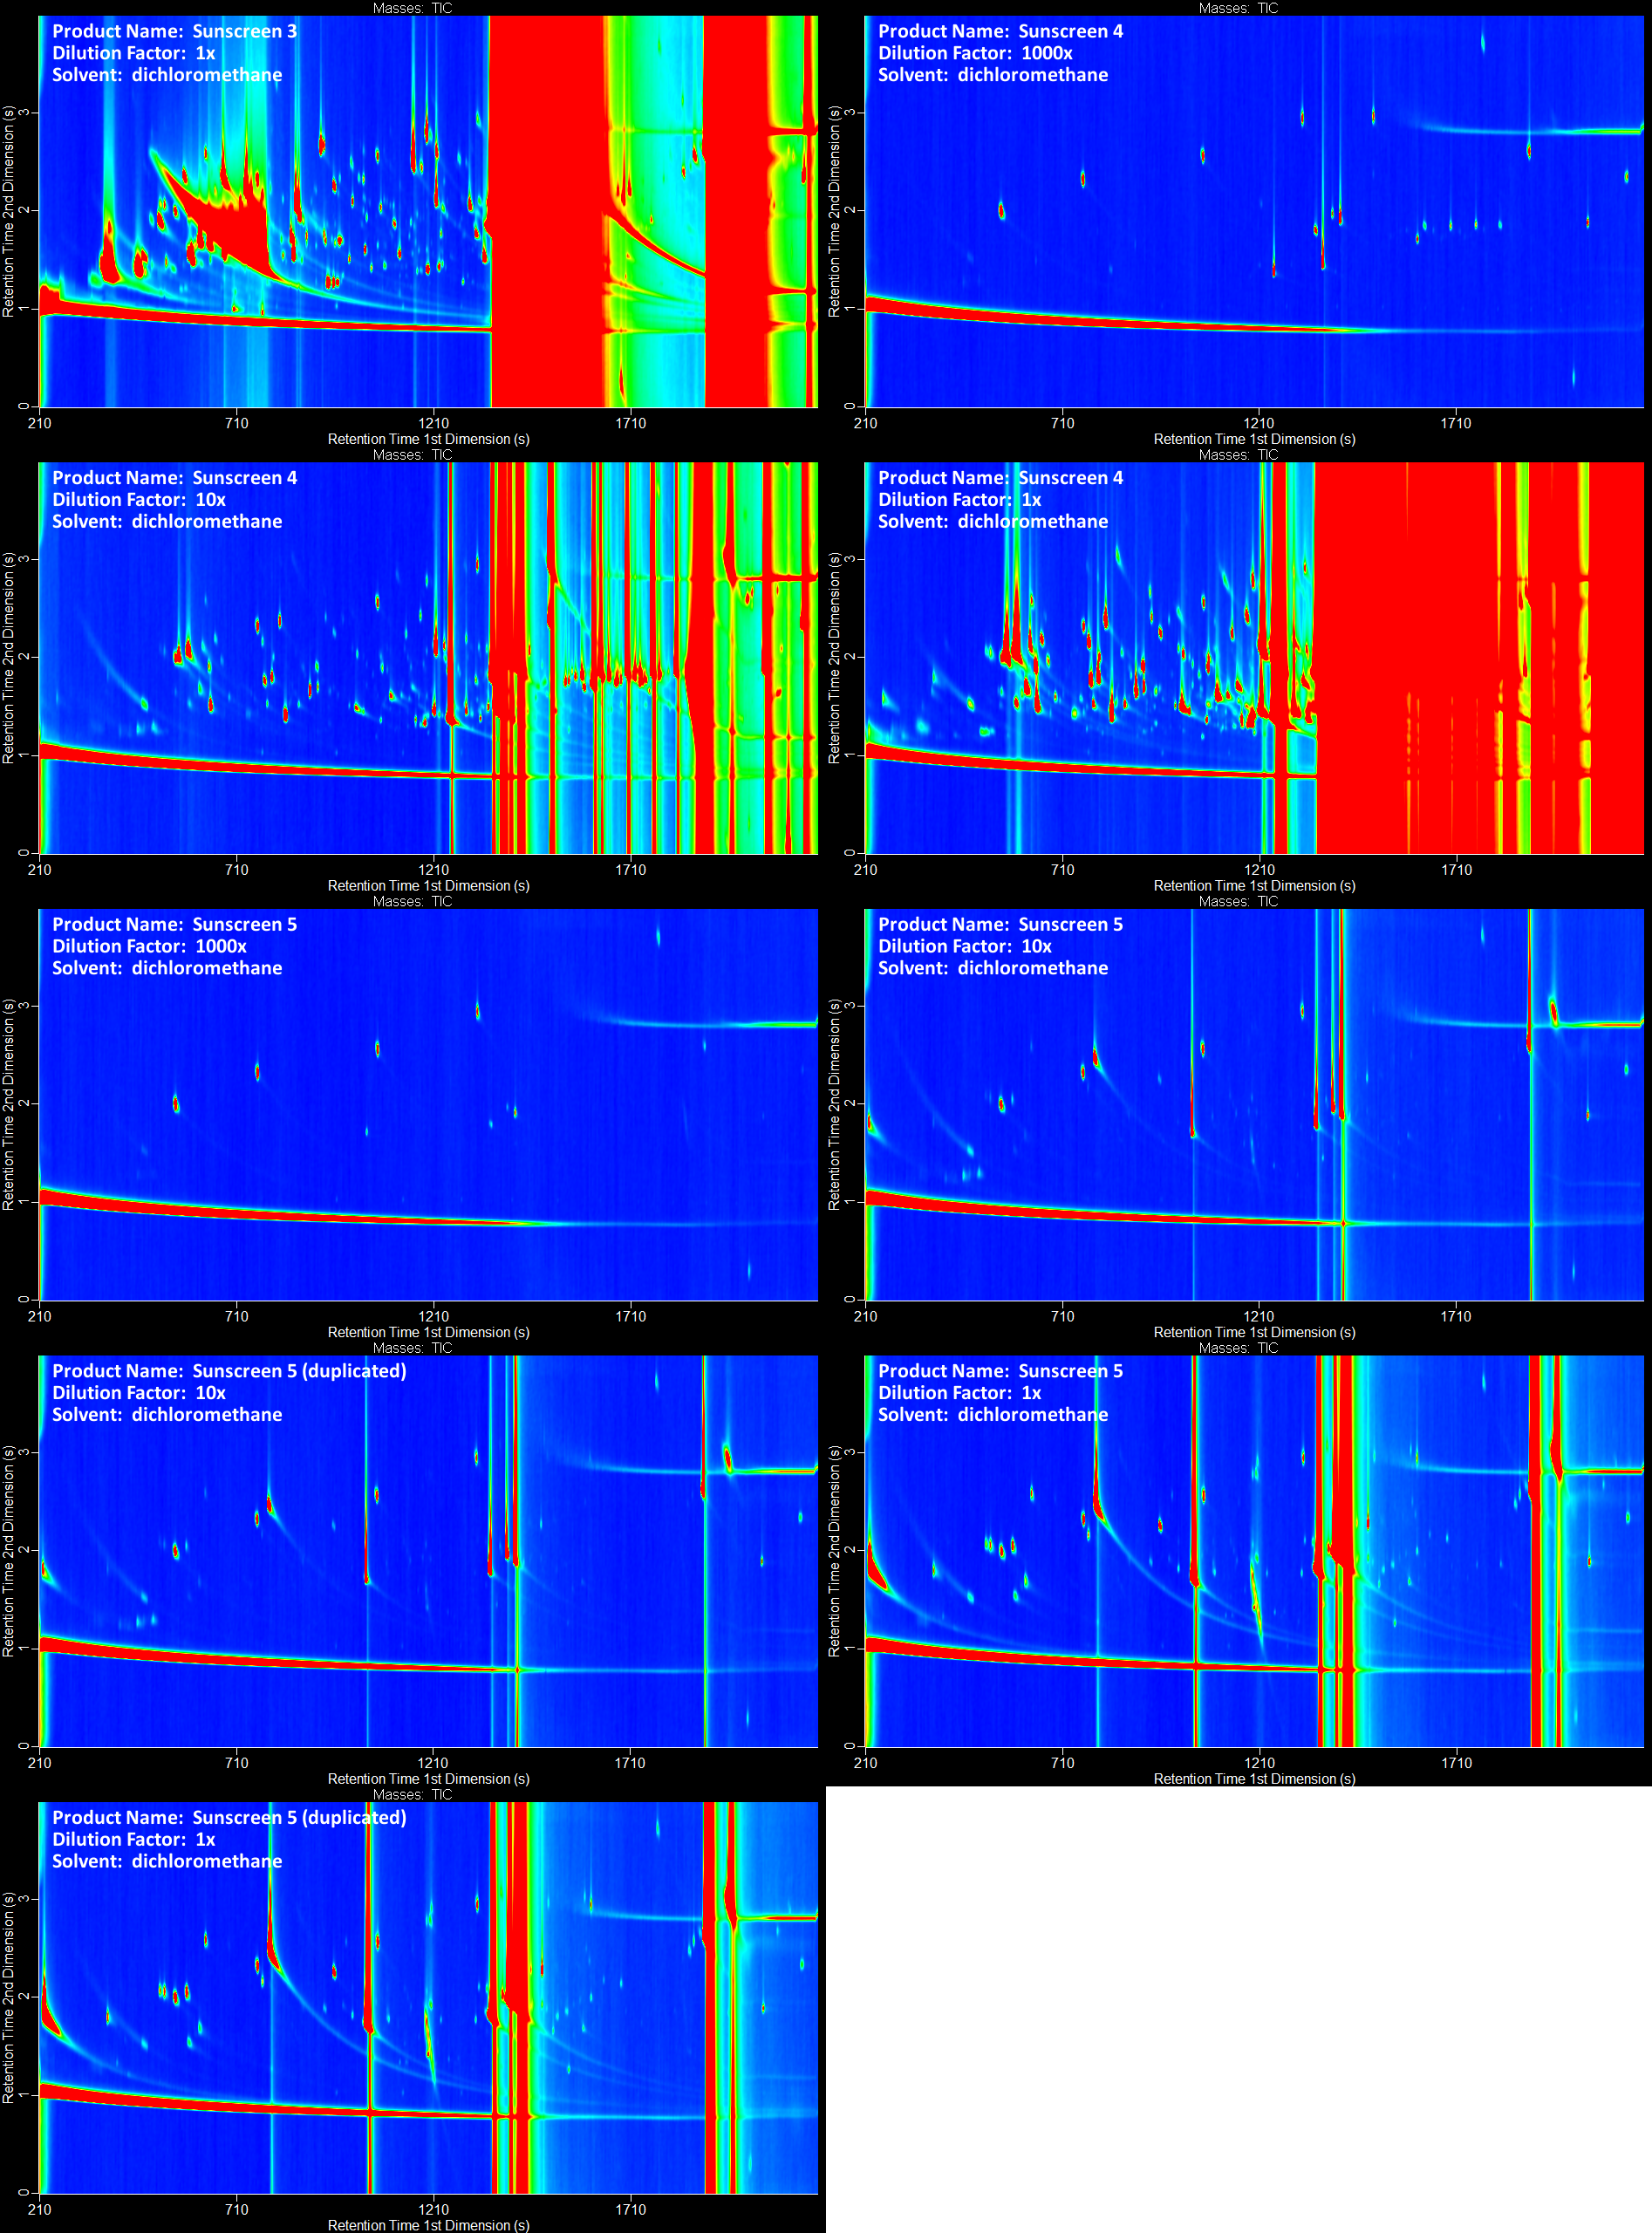 Masses: TIC
Product Name: Sunscreen 3
Dilution Factor: 1x
Solvent: dichloromethane
Retention Time 2nd Dimension (s)
3
2
1
0
210 710 1210 1710
Retention Time 1st Dimension (s)
Masses: TIC
Product Name: Sunscreen 4
Dilution Factor: 1000x
Solvent: dichloromethane
Retention Time 2nd Dimension (s)
3
2
1
0
210 710 1210 1710
Retention Time 1st Dimension (s)
Masses: TIC
Product Name: Sunscreen 4
Dilution Factor: 10x
Solvent: dichloromethane
Retention Time 2nd Dimension (s)
3
2
1
0
210 710 1210 1710
Retention Time 1st Dimension (s)
Masses: TIC
Product Name: Sunscreen 4
Dilution Factor: 1x
Solvent: dichloromethane
Retention Time 2nd Dimension (s)
3
2
1
0
210 710 1210 1710
Retention Time 1st Dimension (s)
Masses: TIC
Product Name: Sunscreen 5
Dilution Factor: 1000x
Solvent: dichloromethane
Retention Time 2nd Dimension (s)
3
2
1
0
210 710 1210 1710
Retention Time 1st Dimension (s)
Masses: TIC
Product Name: Sunscreen 5
Dilution Factor: 10x
Solvent: dichloromethane
Retention Time 2nd Dimension (s)
3
2
1
0
210 710 1210 1710
Retention Time 1st Dimension (s)
Masses: TIC
Product Name: Sunscreen 5 (duplicated)
Dilution Factor: 10x
Solvent: dichloromethane
Retention Time 2nd Dimension (s)
3
2
1
0
210 710 1210 1710
Retention Time 1st Dimension (s)
Masses: TIC
Product Name: Sunscreen 5
Dilution Factor: 1x
Solvent: dichloromethane
Retention Time 2nd Dimension (s)
3
2
1
0
210 710 1210 1710
Retention Time 1st Dimension (s)
Masses: TIC
Product Name: Sunscreen 5 (duplicated)
Dilution Factor: 1x
Solvent: dichloromethane
Retention Time 2nd Dimension (s)
3
2
1
0
210 710 1210 1710
Retention Time 1st Dimension (s)